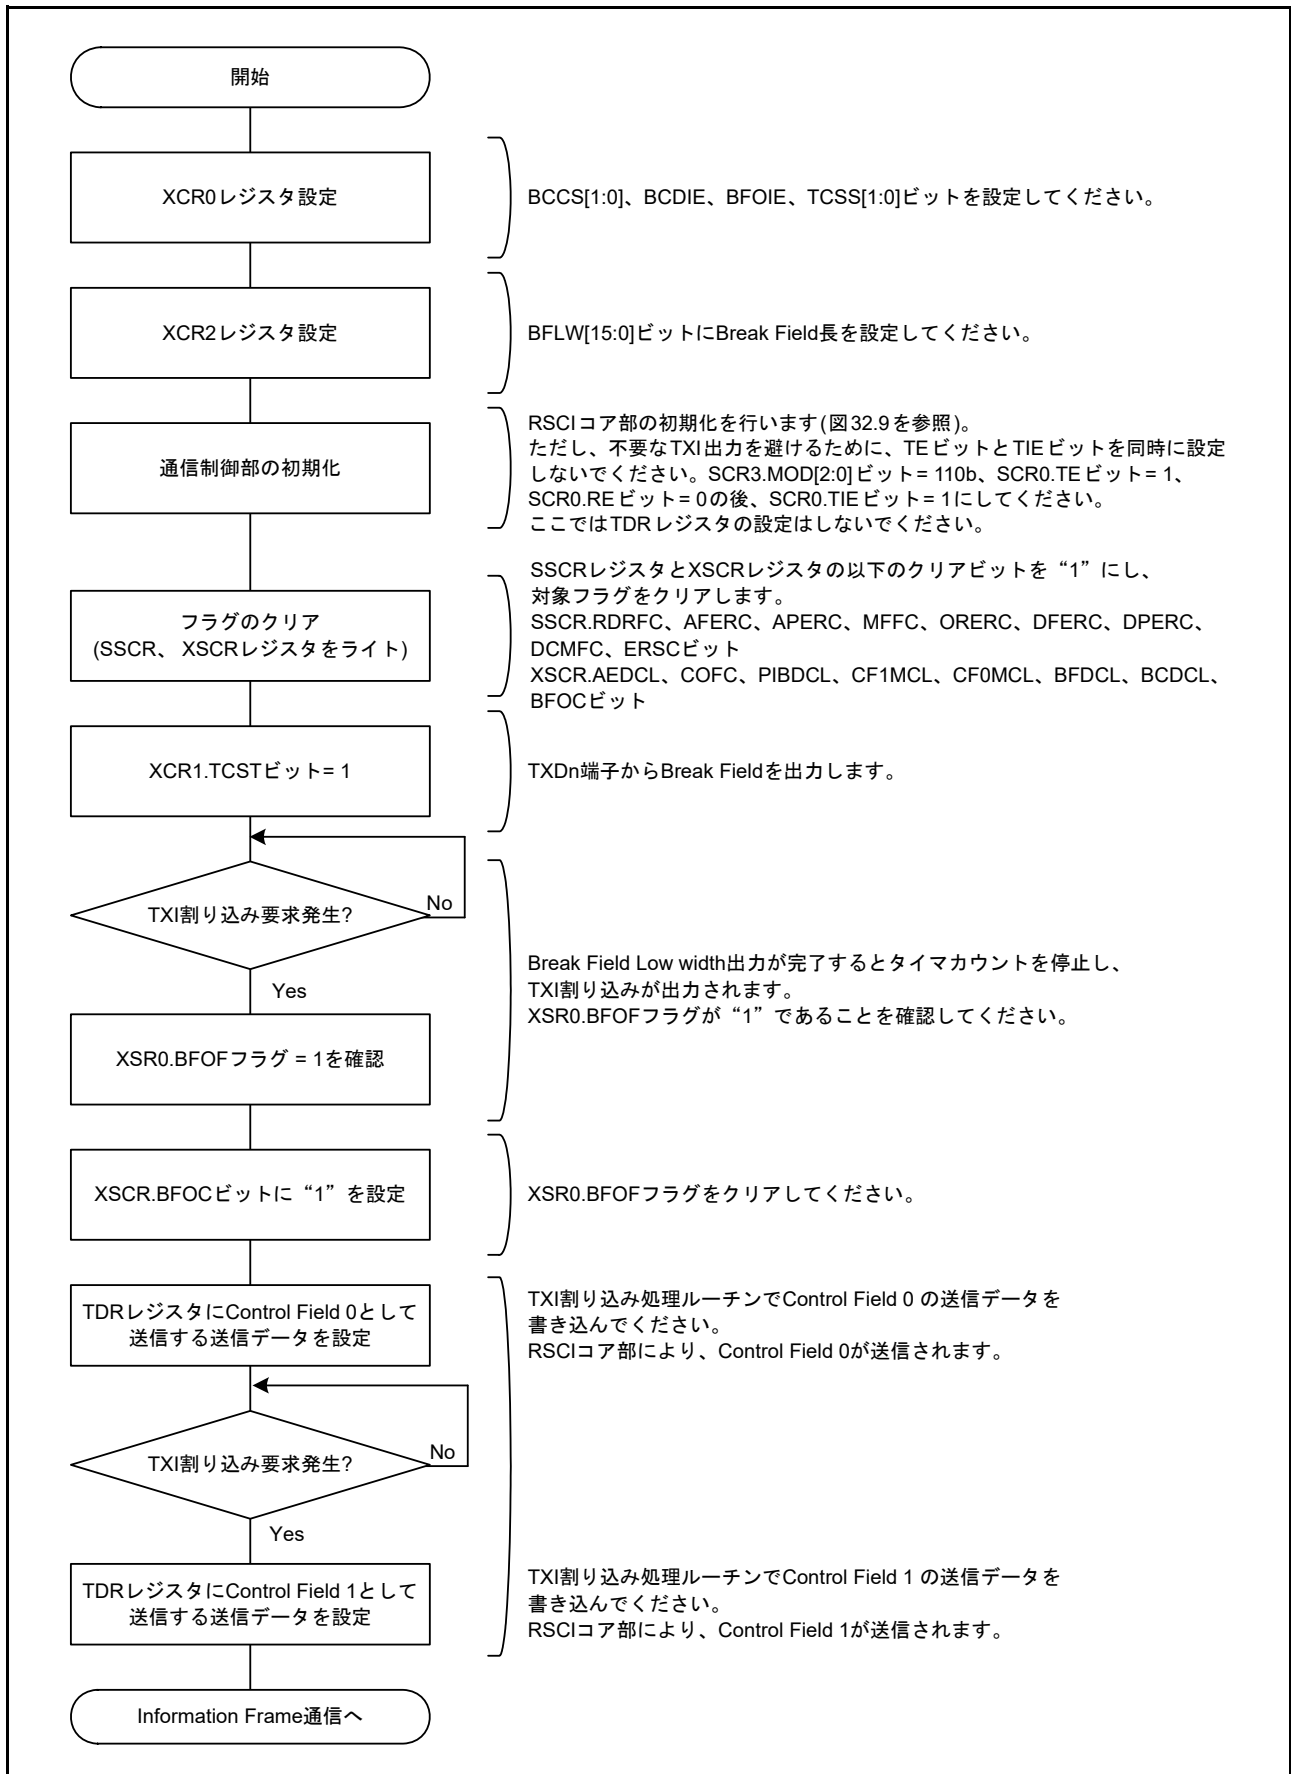 開始
XCR0レジスタ設定
BCCS[1:0]、BCDIE、BFOIE、TCSS[1:0]ビットを設定してください。
XCR2レジスタ設定
BFLW[15:0]ビットにBreak Field長を設定してください。
通信制御部の初期化
RSCIコア部の初期化を行います(図32.9を参照)。
ただし、不要なTXI出力を避けるために、TEビットとTIEビットを同時に設定
しないでください。SCR3.MOD[2:0]ビット= 110b、SCR0.TEビット= 1、
SCR0.REビット= 0の後、SCR0.TIEビット= 1にしてください。
ここではTDRレジスタの設定はしないでください。
フラグのクリア
(SSCR、XSCRレジスタをライト)
SSCRレジスタとXSCRレジスタの以下のクリアビットを“1”にし、
対象フラグをクリアします。
SSCR.RDRFC、AFERC、APERC、MFFC、ORERC、DFERC、DPERC、
DCMFC、ERSCビット
XSCR.AEDCL、COFC、PIBDCL、CF1MCL、CF0MCL、BFDCL、BCDCL、
BFOCビット
XCR1.TCSTビット= 1
TXDn端子からBreak Fieldを出力します。
TXI割り込み要求発生?
No
Yes
XSR0.BFOFフラグ = 1を確認
Break Field Low width出力が完了するとタイマカウントを停止し、
TXI割り込みが出力されます。
XSR0.BFOFフラグが“1”であることを確認してください。
XSCR.BFOCビットに“1”を設定
XSR0.BFOFフラグをクリアしてください。
TDRレジスタにControl Field 0として
送信する送信データを設定
TXI割り込み処理ルーチンでControl Field 0 の送信データを
書き込んでください。
RSCIコア部により、Control Field 0が送信されます。
TXI割り込み要求発生?
No
Yes
TDRレジスタにControl Field 1として
送信する送信データを設定
TXI割り込み処理ルーチンでControl Field 1 の送信データを
書き込んでください。
RSCIコア部により、Control Field 1が送信されます。
Information Frame通信へ